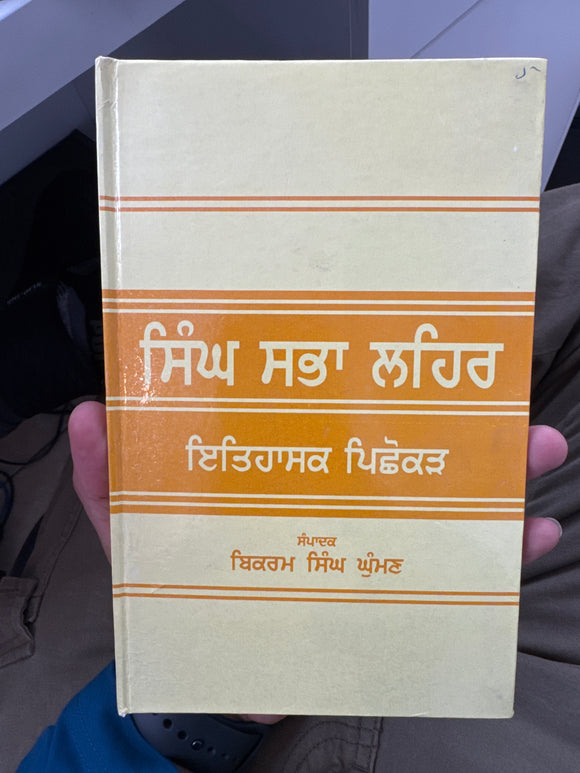 ਸਿੰਘ ਸਭਾ ਲਹਿਰ
ਇਤਿਹਾਸਕ ਪਿਛੋਕੜ
ਸੰਪਾਦਕ
ਬਿਕਰਮ ਸਿੰਘ ਘੁੰਮਣ